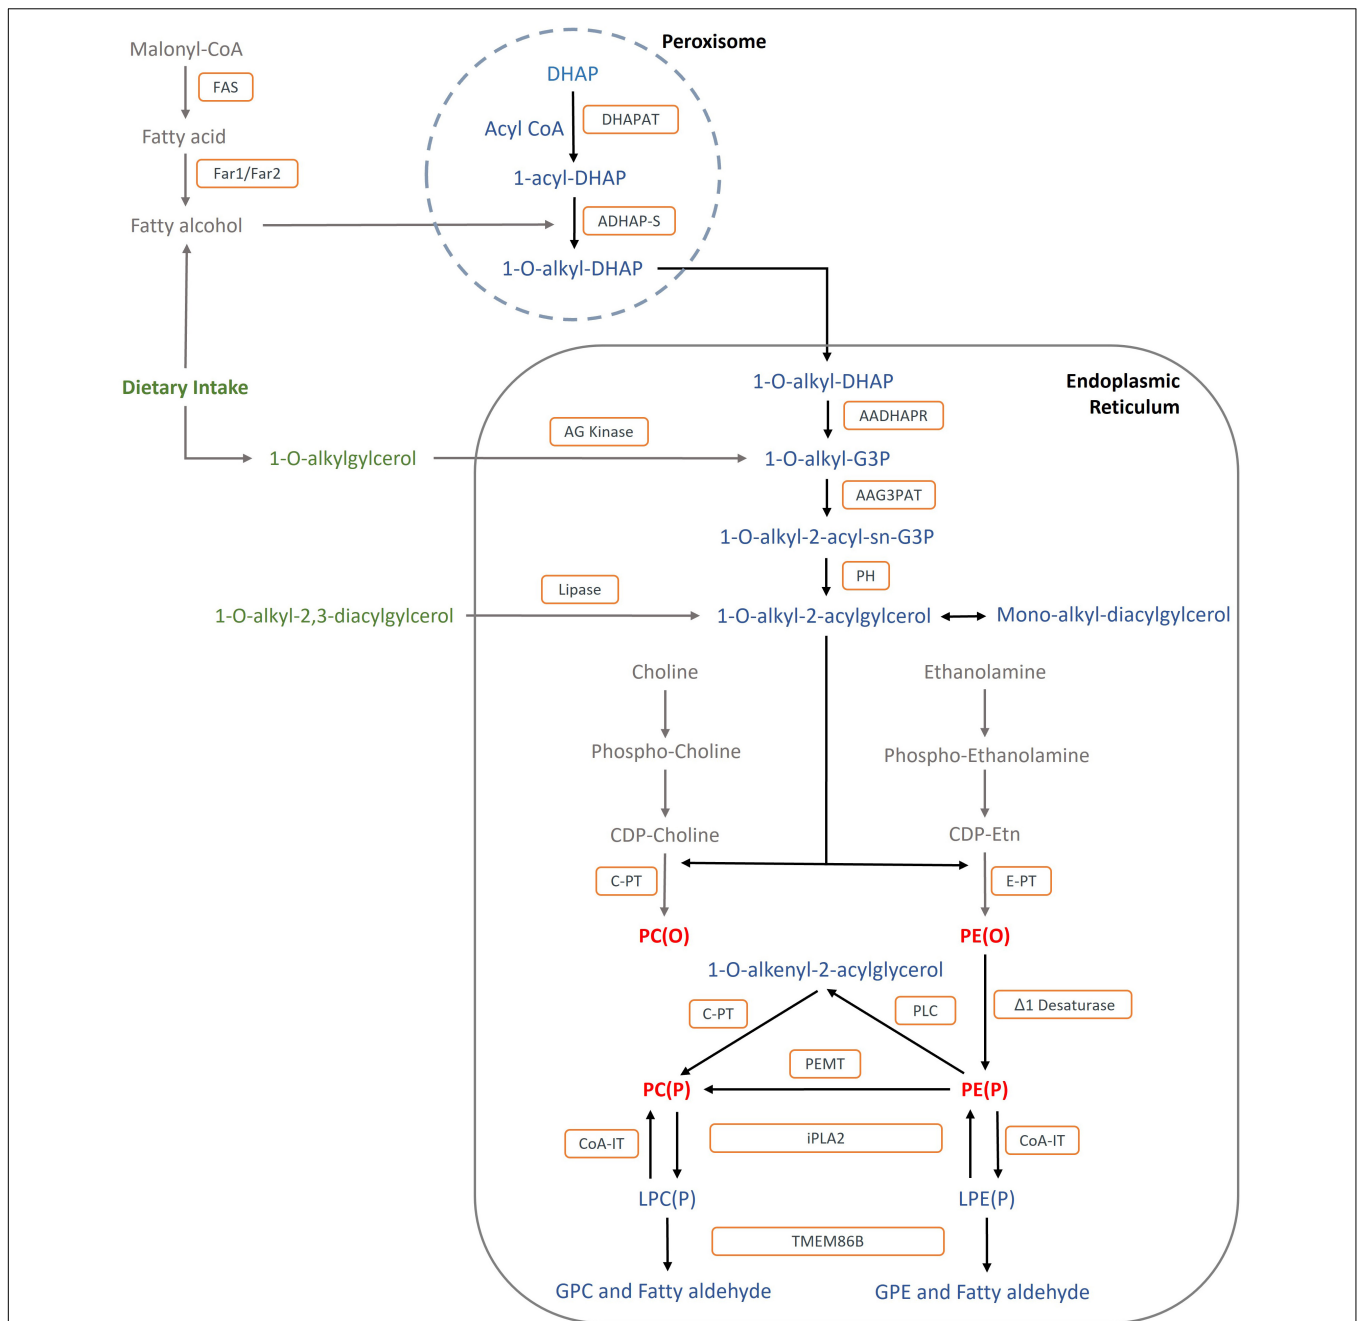 Malonyl-CoA
FAS
Fatty acid
Far1/Far2
Fatty alcohol
Peroxisome
DHAP
Acyl CoA
DHAPAT
1-acyl-DHAP
ADHAP-S
1-O-alkyl-DHAP
Dietary Intake
Endoplasmic
Reticulum
1-O-alkyl-DHAP
AADHAPR
1-O-alkylgylcerol
AG Kinase
1-O-alkyl-G3P
AAG3PAT
1-O-alkyl-2-acyl-sn-G3P
PH
1-O-alkyl-2,3-diacylgylcerol
Lipase
1-O-alkyl-2-acylgylcerol
Mono-alkyl-diacylgylcerol
Choline
Ethanolamine
Phospho-Choline
Phospho-Ethanolamine
CDP-Choline
CDP-Etn
C-PT
E-PT
PC(O)
PE(O)
1-O-alkenyl-2-acylglycerol
C-PT
PLC
Δ1 Desaturase
PEMT
PC(P)
PE(P)
CoA-IT
iPLA2
CoA-IT
LPC(P)
LPE(P)
TMEM86B
GPC and Fatty aldehyde
GPE and Fatty aldehyde